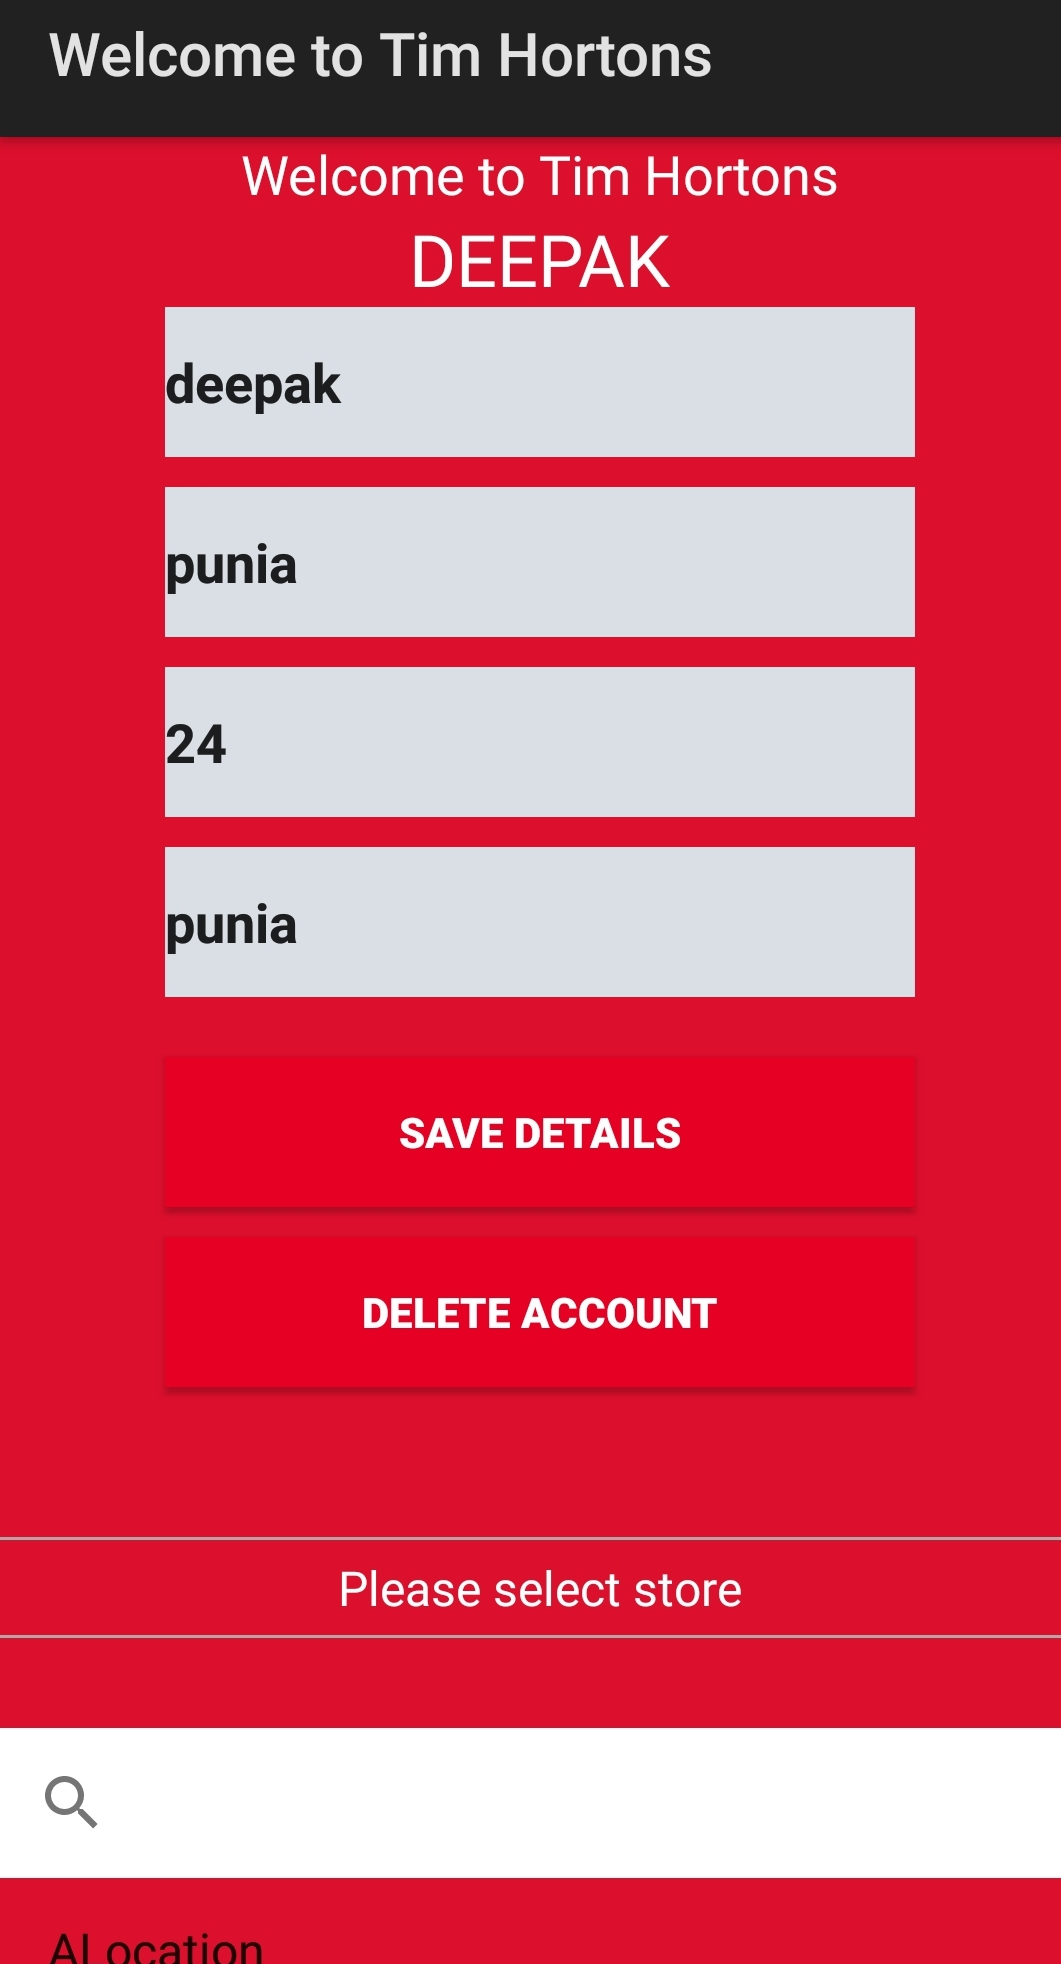 Welcome to Tim Hortons
Welcome to Tim Hortons
DEEPAK
deepak
punia
24
punia
SAVE DETAILS
DELETE ACCOUNT
Please select store
ALocation